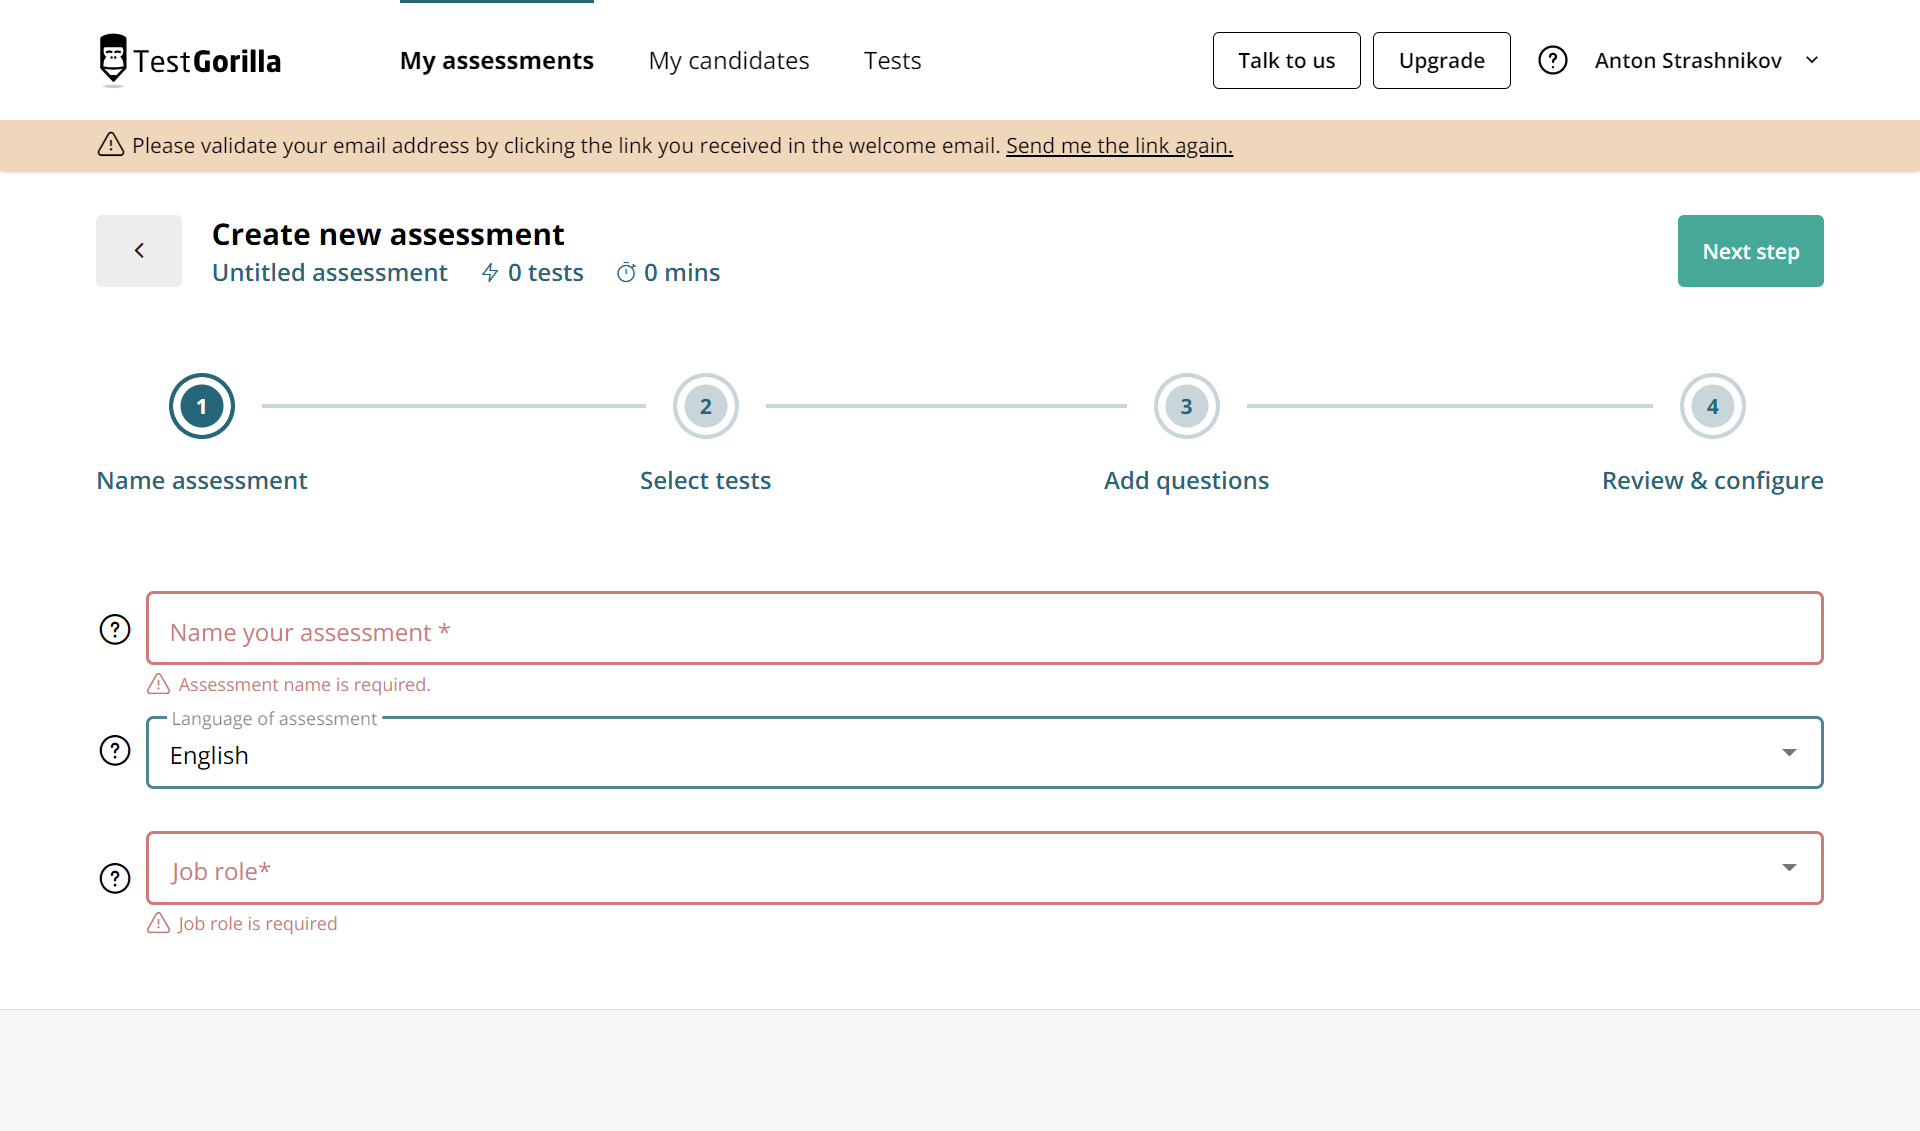 TestGorilla
My assessments
My candidates
Tests
Talk to us
Upgrade
?
Anton Strashnikov
Please validate your email address by clicking the link you received in the welcome email. Send me the link again.
Create new assessment
Untitled assessment
0 tests
0 mins
Next step
1
2
3
4
Name assessment
Select tests
Add questions
Review & configure
?
Name your assessment *
Assessment name is required.
Language of assessment
?
English
?
Job role*
Job role is required